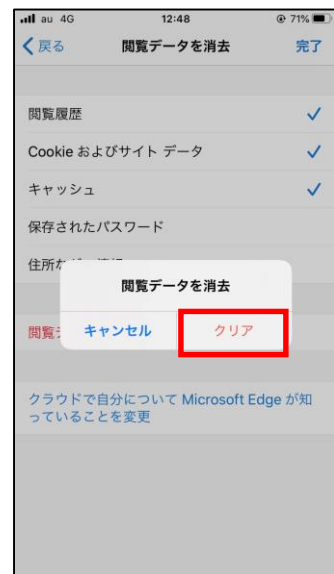 au 4G 12:48 71%
戻る 閲覧データを消去 完了
閲覧履歴
Cookie およびサイト データ
キャッシュ
保存されたパスワード
住所
閲覧データを消去
閲覧
キャンセル クリア
クラウドで自分について Microsoft Edge が知
っていることを変更